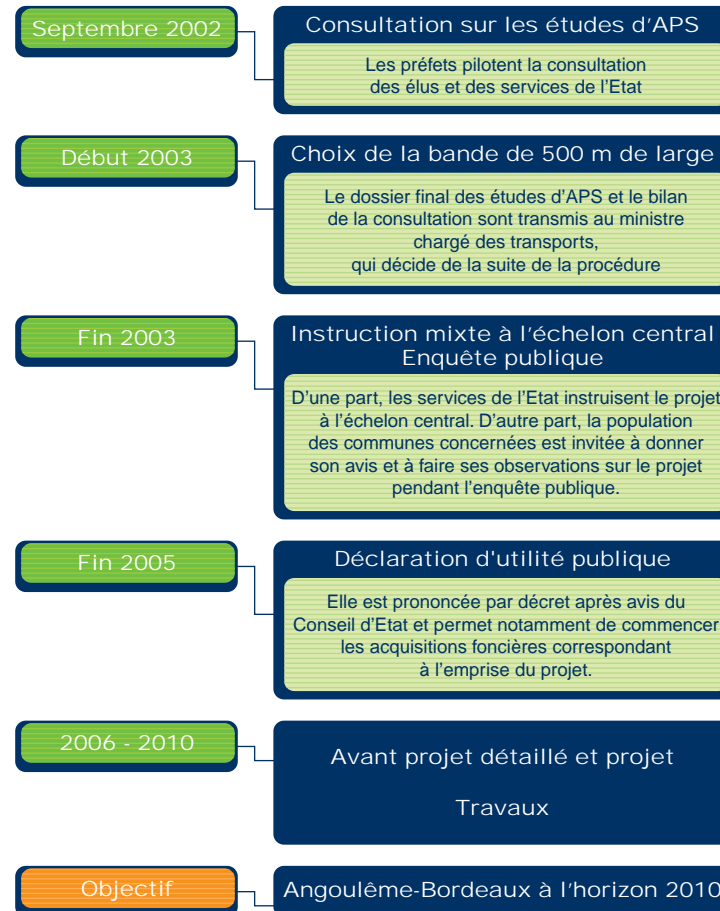 Septembre 2002
Consultation sur les études d’APS
Les préfets pilotent la consultation
des élus et des services de l’Etat
Début 2003
Choix de la bande de 500 m de large
Le dossier final des études d’APS et le bilan
de la consultation sont transmis au ministre
chargé des transports,
qui décide de la suite de la procédure
Fin 2003
Instruction mixte à l’échelon central
Enquête publique
D’une part, les services de l’Etat instruisent le projet
à l’échelon central. D’autre part, la population
des communes concernées est invitée à donner
son avis et à faire ses observations sur le projet
pendant l’enquête publique.
Fin 2005
Déclaration d'utilité publique
Elle est prononcée par décret après avis du
Conseil d’Etat et permet notamment de commencer
les acquisitions foncières correspondant
à l’emprise du projet.
2006 - 2010
Avant projet détaillé et projet
Travaux
Objectif
Angoulême-Bordeaux à l’horizon 2010